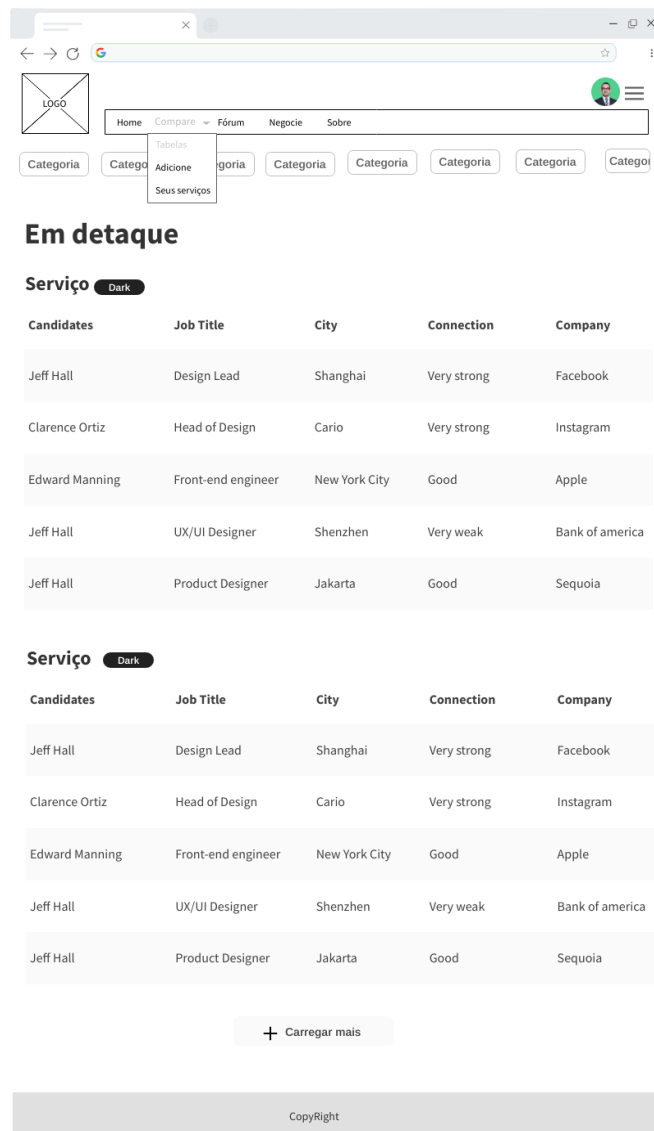 LOGO
Home Compare Fórum Negocie Sobre
Tabelas
Adicione
Seus serviços
Categoria Catego goria Categoria Categoria Categoria Categoria Categor
Em detaque
Serviço Dark
Candidates Job Title City Connection Company
Jeff Hall Design Lead Shanghai Very strong Facebook
Clarence Ortiz Head of Design Cario Very strong Instagram
Edward Manning Front-end engineer New York City Good Apple
Jeff Hall UX/UI Designer Shenzhen Very weak Bank of america
Jeff Hall Product Designer Jakarta Good Sequoia
Serviço Dark
Candidates Job Title City Connection Company
Jeff Hall Design Lead Shanghai Very strong Facebook
Clarence Ortiz Head of Design Cario Very strong Instagram
Edward Manning Front-end engineer New York City Good Apple
Jeff Hall UX/UI Designer Shenzhen Very weak Bank of america
Jeff Hall Product Designer Jakarta Good Sequoia
Carregar mais
CopyRight